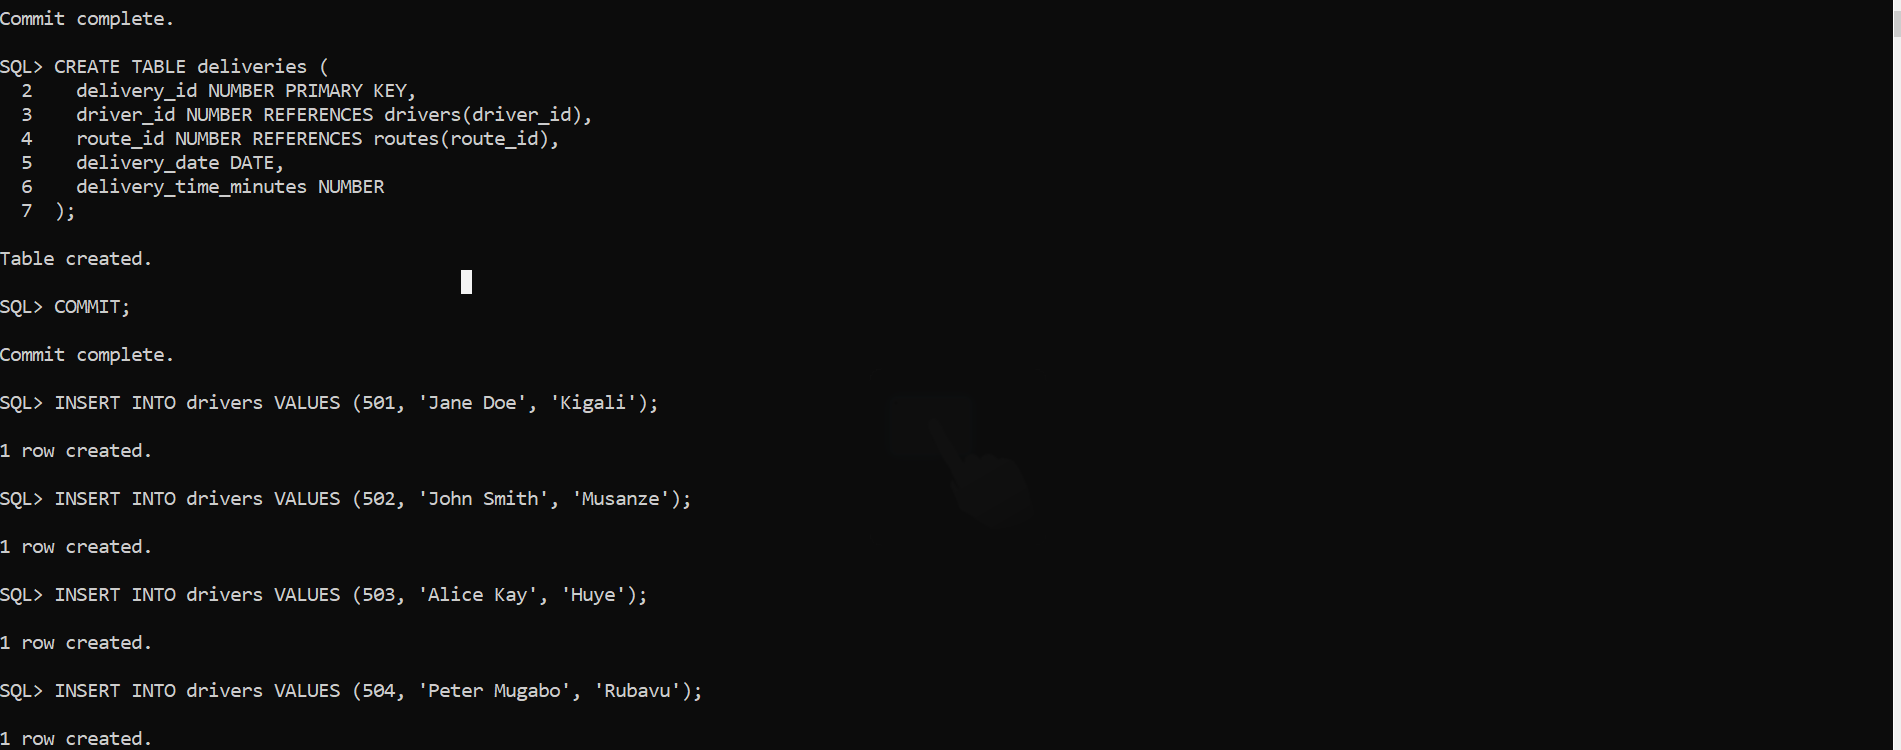 Commit complete.
SQL> CREATE TABLE deliveries (
  2    delivery_id NUMBER PRIMARY KEY,
  3    driver_id NUMBER REFERENCES drivers(driver_id),
  4    route_id NUMBER REFERENCES routes(route_id),
  5    delivery_date DATE,
  6    delivery_time_minutes NUMBER
  7  );
Table created.
SQL> COMMIT;
Commit complete.
SQL> INSERT INTO drivers VALUES (501, 'Jane Doe', 'Kigali');
1 row created.
SQL> INSERT INTO drivers VALUES (502, 'John Smith', 'Musanze');
1 row created.
SQL> INSERT INTO drivers VALUES (503, 'Alice Kay', 'Huye');
1 row created.
SQL> INSERT INTO drivers VALUES (504, 'Peter Mugabo', 'Rubavu');
1 row created.